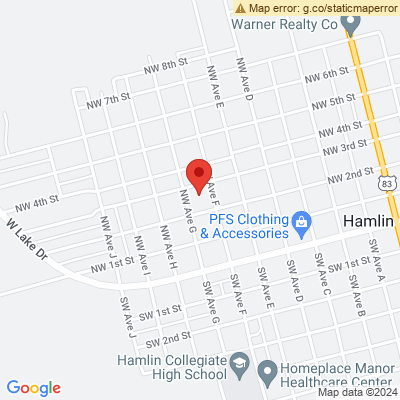 Map error: g.co/staticmaperror
Warner Realty Co
NW 8th St
NW 7th St
NW Ave E
NW Ave D
NW 6th St
NW 5th St
NW 4th St
NW 3rd St
NW 2nd St
83
NW 4th St
NW Ave G
Ave F
W Lake Dr
PFS Clothing
& Accessories
Hamlin
NW Ave J
NW Ave I
NW Ave H
NW 1st St
SW 1st St
SW 1st St
SW 2nd St
SW Ave J
SW Ave G
SW Ave F
SW Ave E
SW Ave D
SW Ave C
SW Ave B
SW Ave A
Hamlin Collegiate
High School
Homeplace Manor
Healthcare Center
Google
Map data ©2024